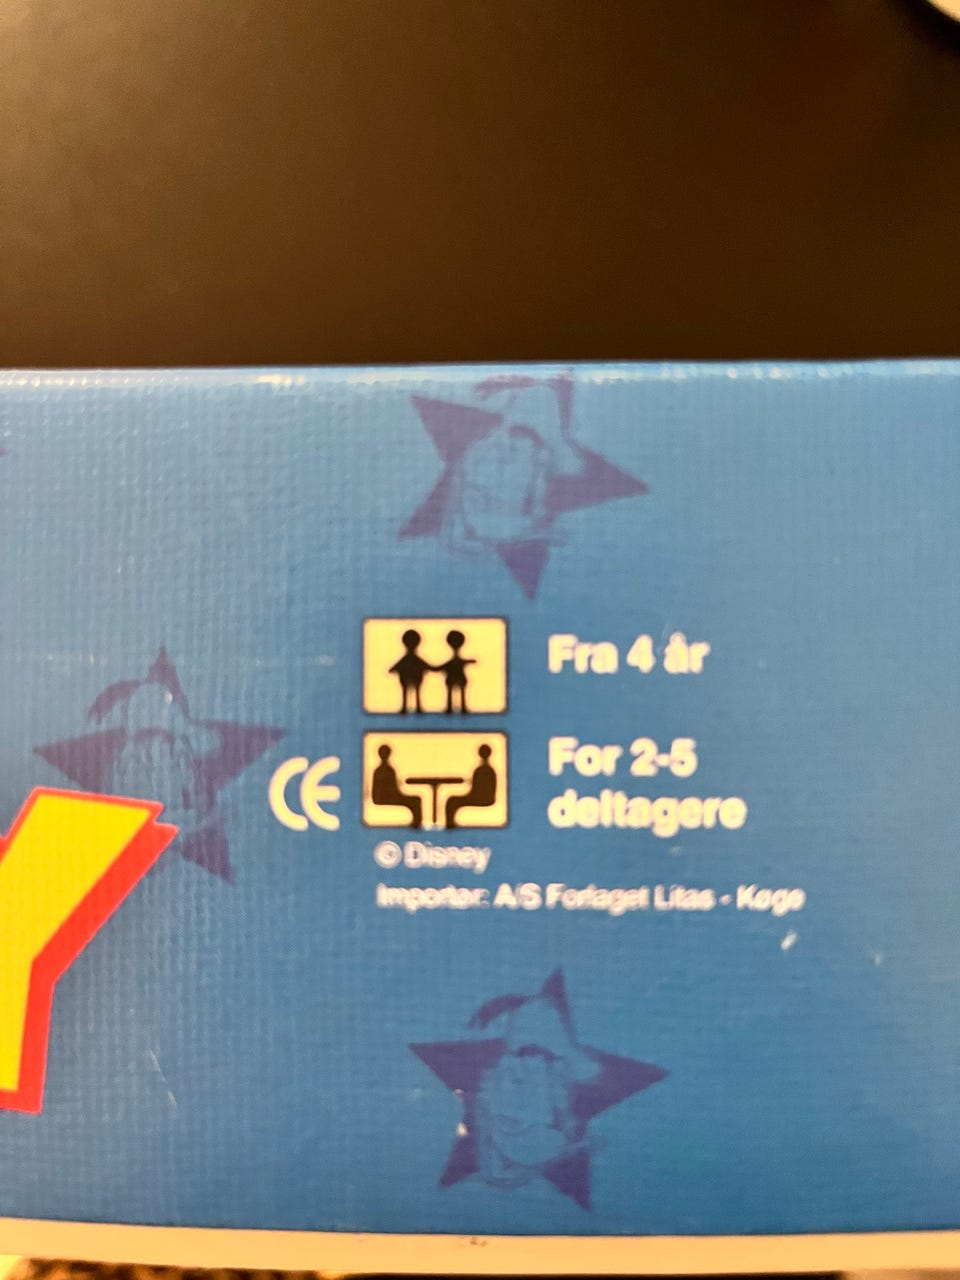 Fra 4 år
For 2-5
deltagere
CE
© Disney
Importør: A/S Forlaget Litas - Køge
Y